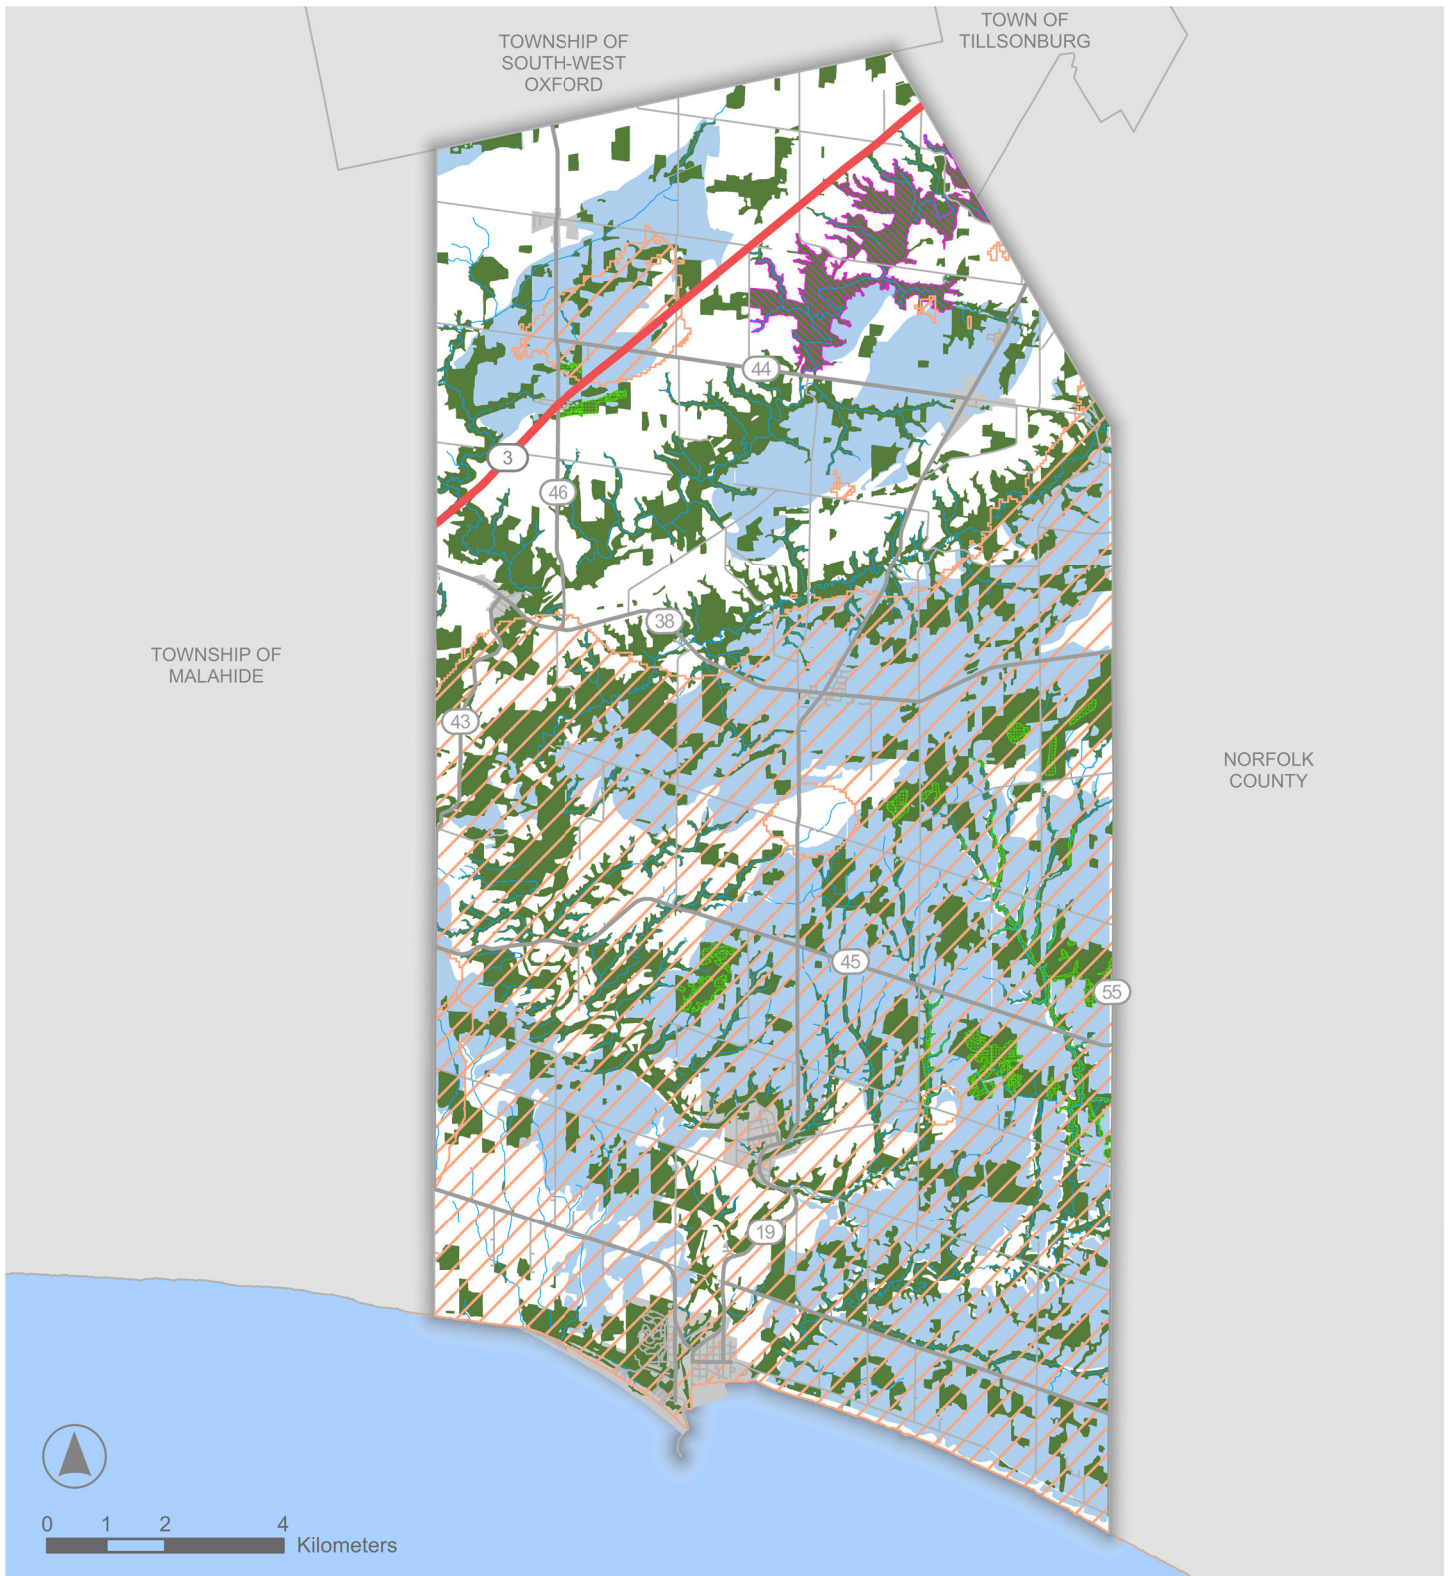 TOWNSHIP OF
SOUTH-WEST
OXFORD
TOWN OF
TILLSONBURG
44
3
46
38
TOWNSHIP OF
MALAHIDE
43
NORFOLK
COUNTY
45
55
19
0 1 2 4
Kilometers